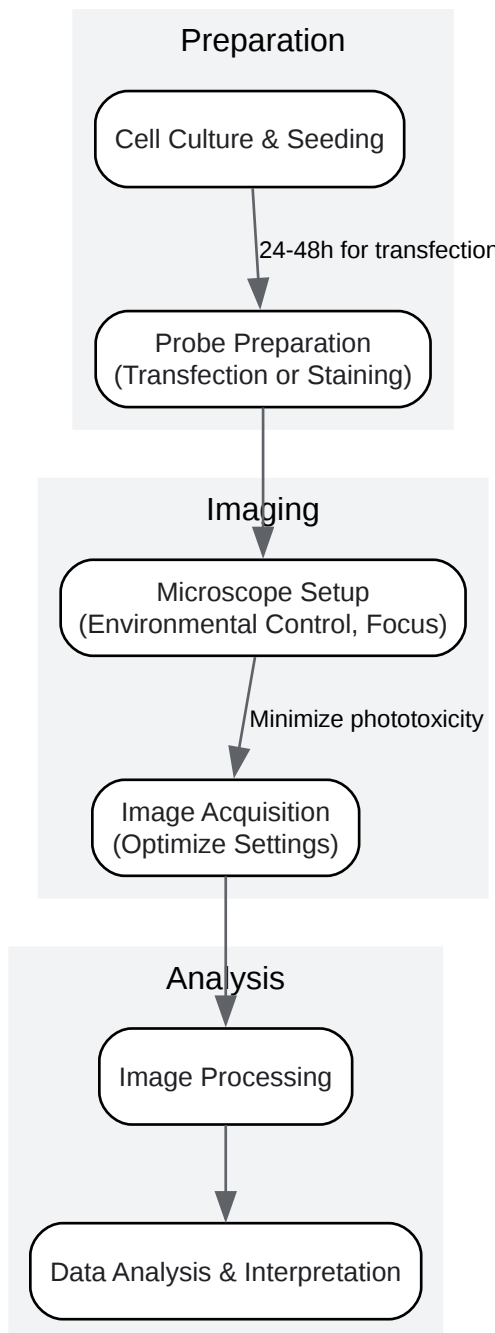 Preparation
Cell Culture & Seeding
24-48h for transfection
Probe Preparation
(Transfection or Staining)
Imaging
Microscope Setup
(Environmental Control, Focus)
Minimize phototoxicity
Image Acquisition
(Optimize Settings)
Analysis
Image Processing
Data Analysis & Interpretation